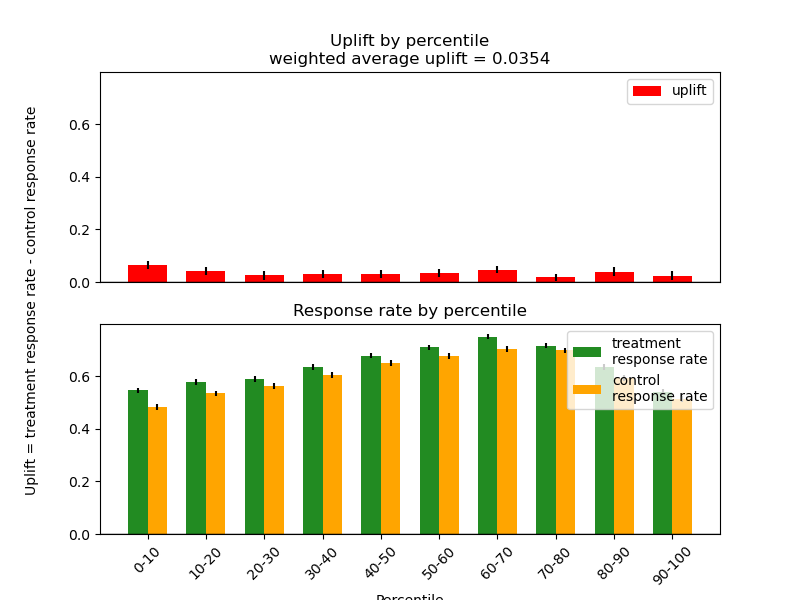 Uplift by percentile
weighted average uplift = 0.0354
uplift
0.6
0.4
0.2
0.0
Uplift = treatment response rate - control response rate
Response rate by percentile
treatment
response rate
control
response rate
0.6
0.4
0.2
0.0
0-10
10-20
20-30
30-40
40-50
50-60
60-70
70-80
80-90
90-100
Percentile